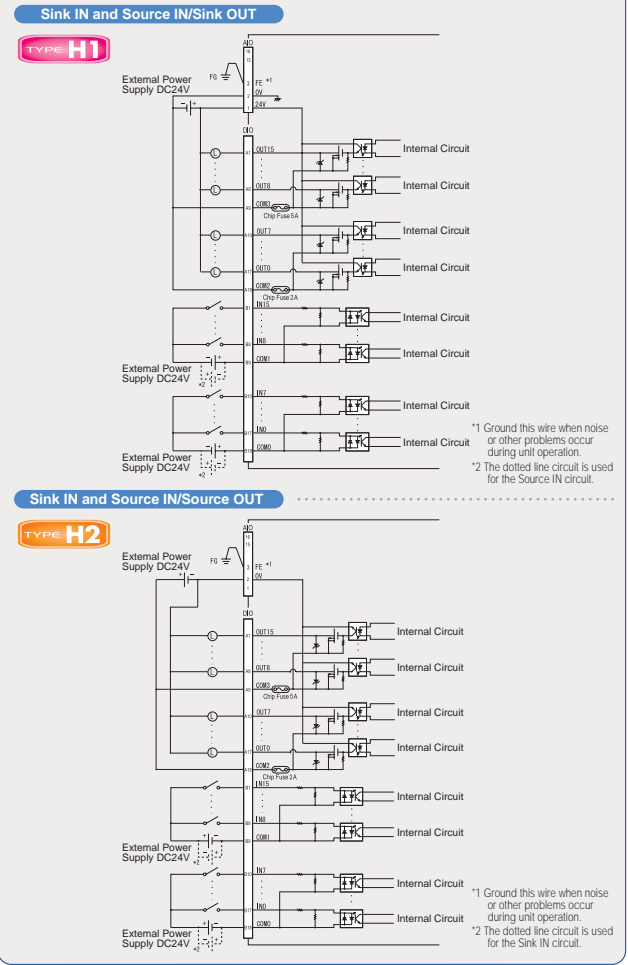 Sink IN and Source IN/Sink OUT
TYPE H1
AIO
16
15
External Power
Supply DC24V
FG
3
FE *1
2
0V
1
24V
- +
DIO
L
A1
OUT15
Internal Circuit
L
A8
OUT8
Internal Circuit
A9
COM3
Chip Fuse 5A
L
A10
OUT7
Internal Circuit
L
A17
OUT0
Internal Circuit
A18
COM2
Chip Fuse 2A
B1
IN15
Internal Circuit
B8
IN8
Internal Circuit
B9
COM1
External Power
Supply DC24V
- +
+ -
*2
B10
IN7
Internal Circuit
B17
IN0
Internal Circuit
B18
COM0
External Power
Supply DC24V
- +
+ -
*2
*1 Ground this wire when noise
or other problems occur
during unit operation.
*2 The dotted line circuit is used
for the Source IN circuit.
Sink IN and Source IN/Source OUT
TYPE H2
AIO
16
15
External Power
Supply DC24V
FG
3
FE *1
2
0V
1
+ -
DIO
L
A1
OUT15
Internal Circuit
L
A8
OUT8
Internal Circuit
A9
COM3
Chip Fuse 5A
L
A10
OUT7
Internal Circuit
L
A17
OUT0
Internal Circuit
A18
COM2
Chip Fuse 2A
B1
IN15
Internal Circuit
B8
IN8
Internal Circuit
B9
COM1
External Power
Supply DC24V
+ -
- +
*2
B10
IN7
Internal Circuit
B17
IN0
Internal Circuit
B18
COM0
External Power
Supply DC24V
+ -
- +
*2
*1 Ground this wire when noise
or other problems occur
during unit operation.
*2 The dotted line circuit is used
for the Sink IN circuit.